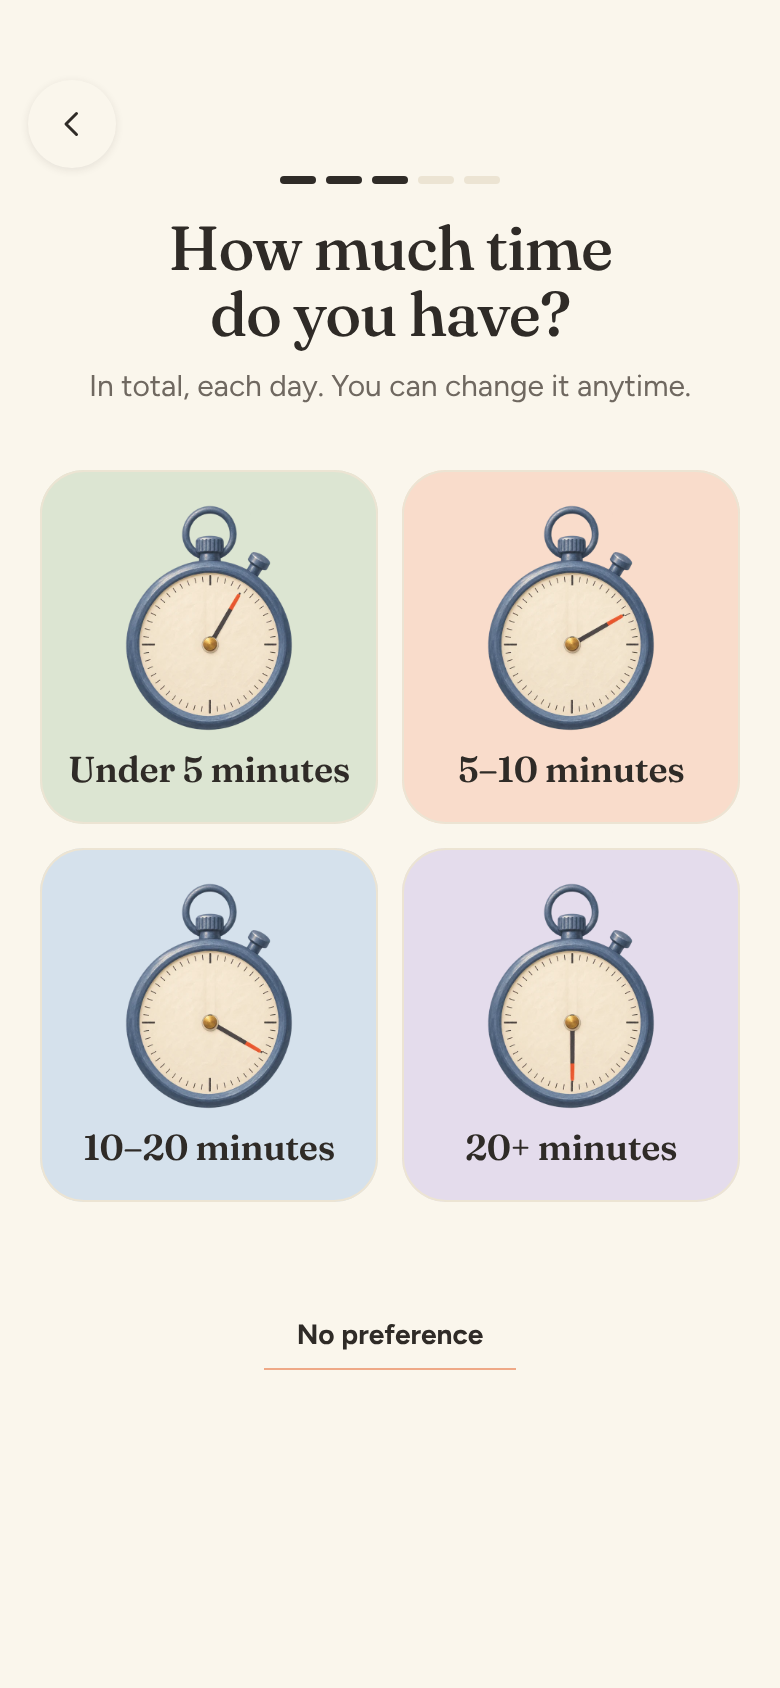 How much time
do you have?
In total, each day. You can change it anytime.
Under 5 minutes
5–10 minutes
10–20 minutes
20+ minutes
No preference